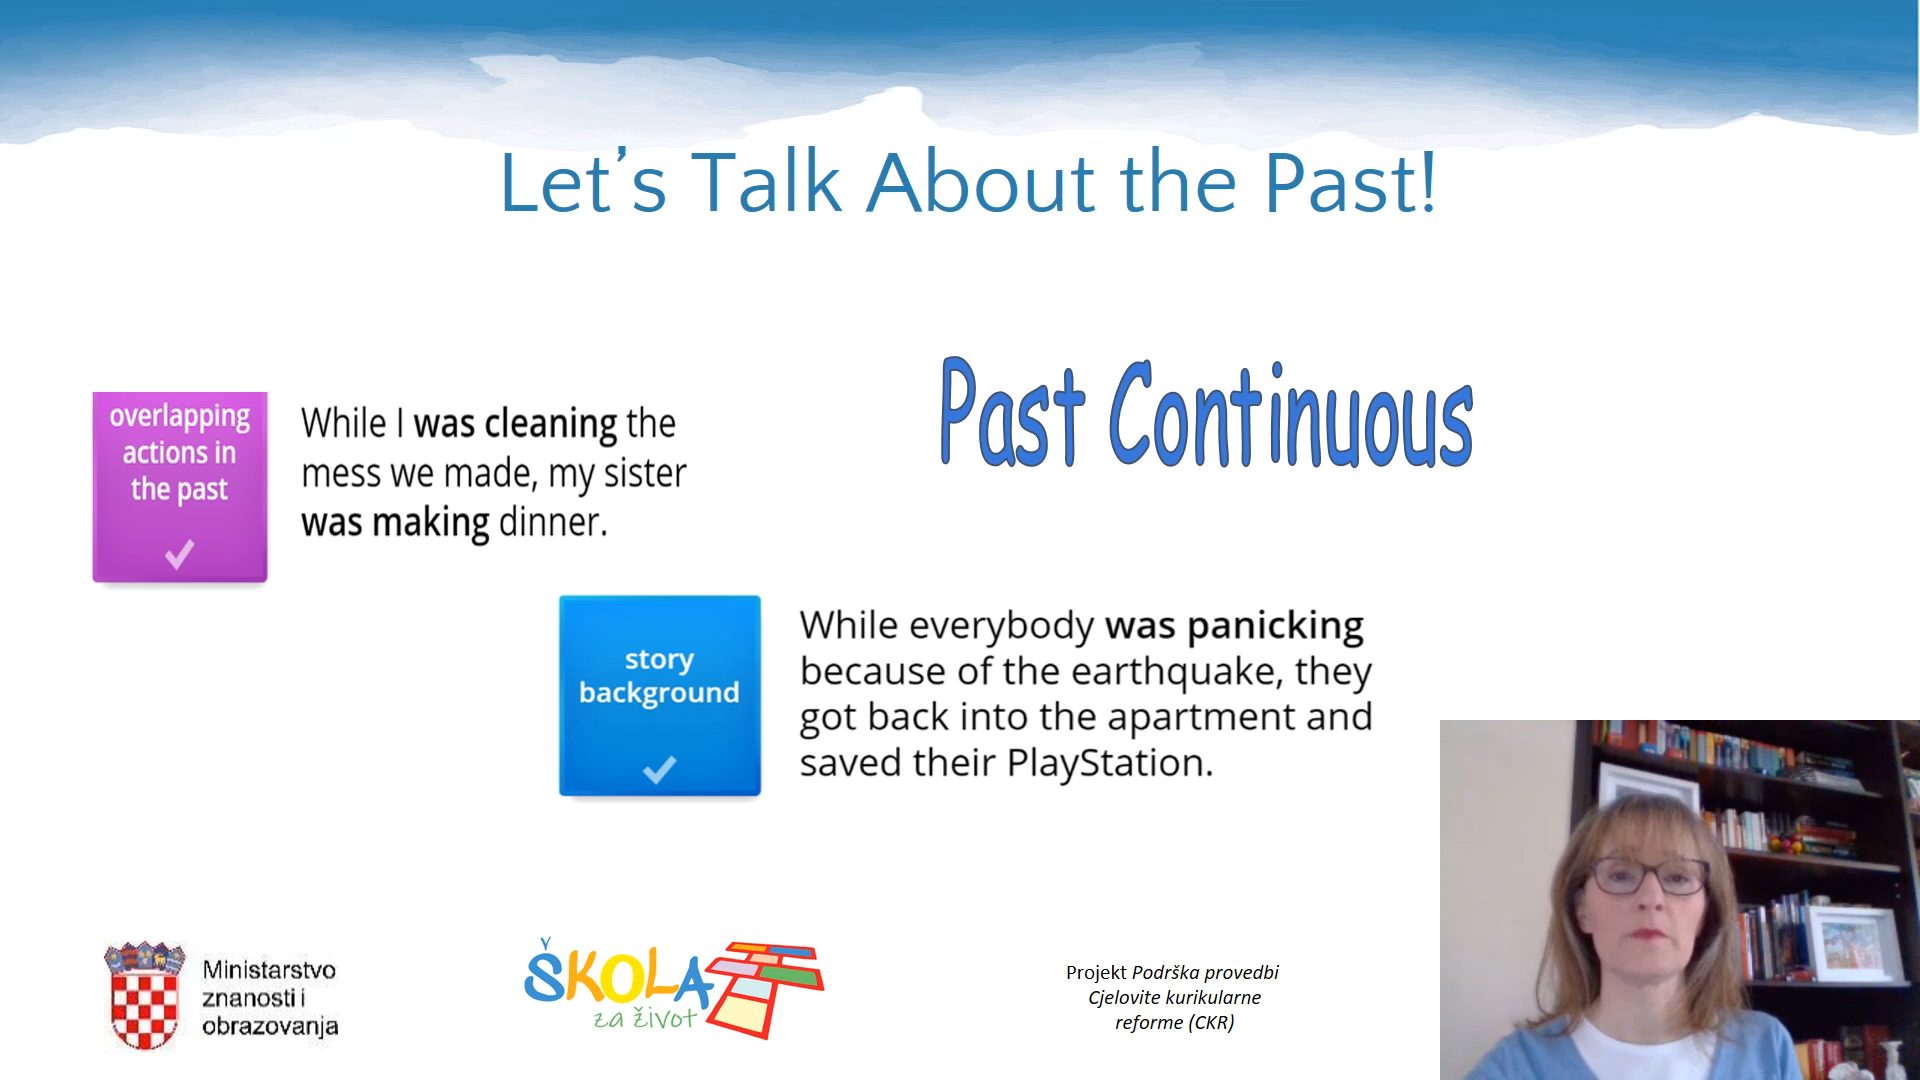 Let’s Talk About the Past!
Past Continuous
overlapping
actions in
the past
While I was cleaning the
mess we made, my sister
was making dinner.
story
background
While everybody was panicking
because of the earthquake, they
got back into the apartment and
saved their PlayStation.
Ministarstvo
znanosti i
obrazovanja
ŠKOLA
za život
Projekt Podrška provedbi
Cjelovite kurikularne
reforme (CKR)